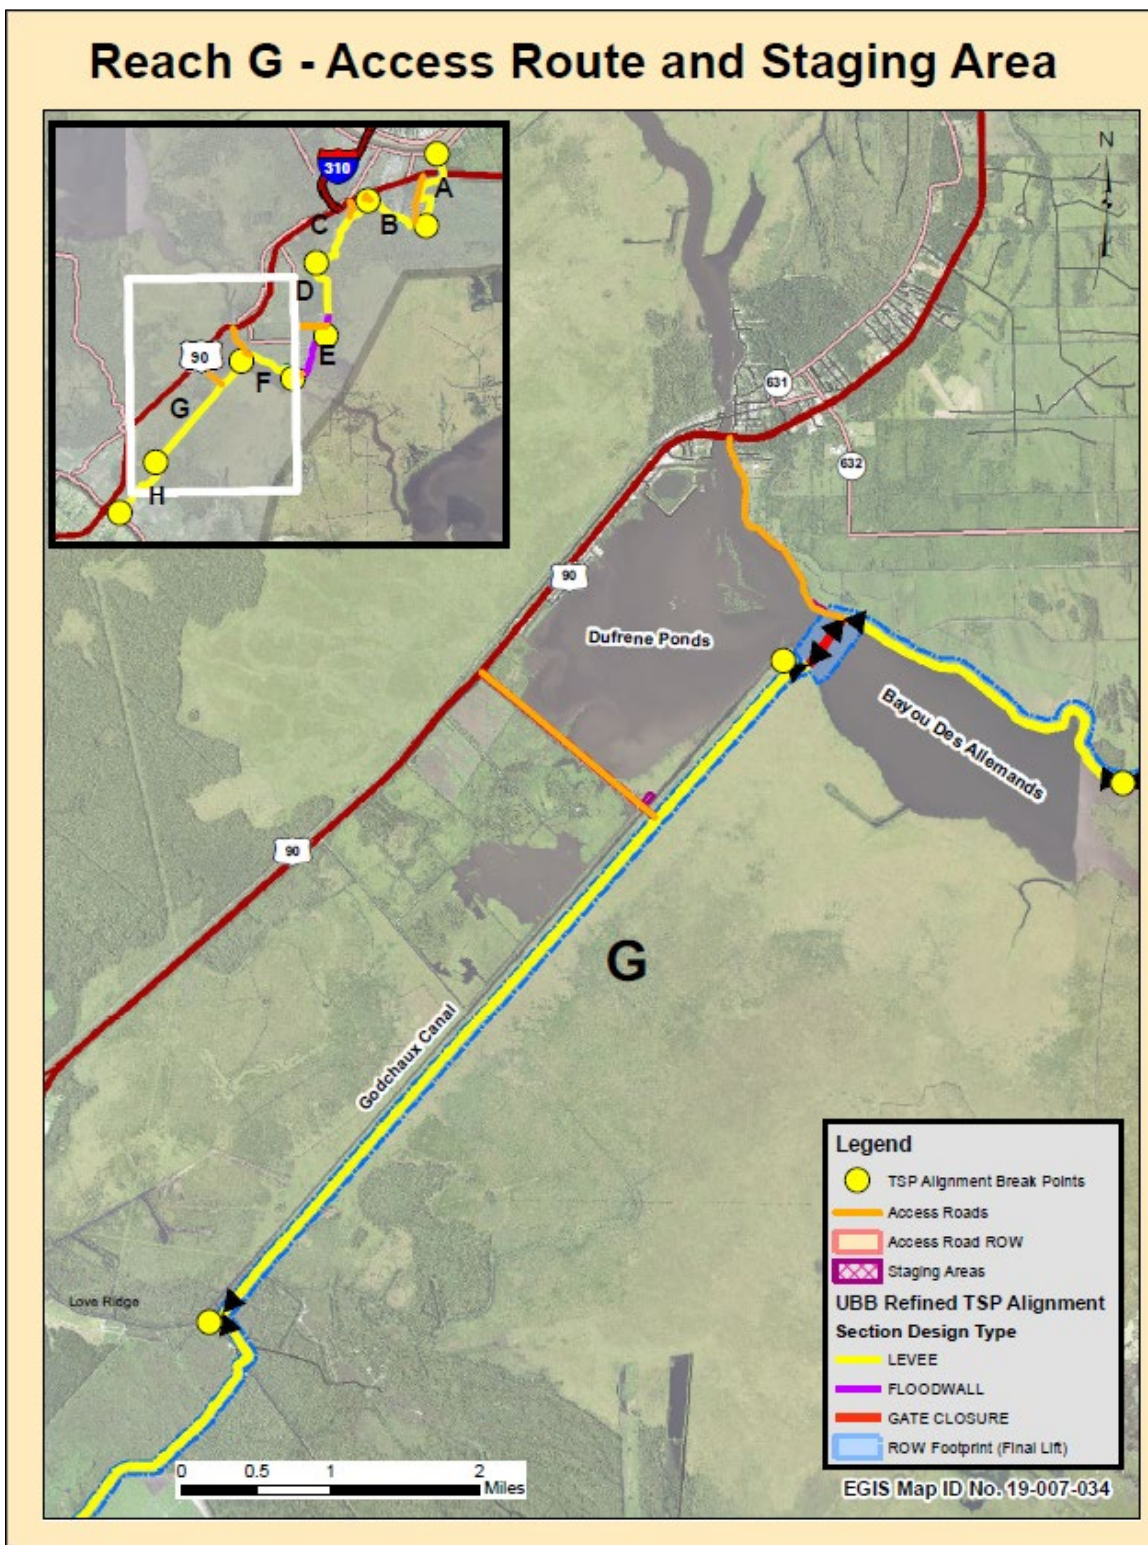 Reach G - Access Route and Staging Area
310
A
B
C
D
E
F
90
G
H
N
631
632
90
Dufrene Ponds
Bayou Des Allemands
90
G
Godchaux Canal
Love Ridge
Legend
TSP Alignment Break Points
Access Roads
Access Road ROW
Staging Areas
UBB Refined TSP Alignment
Section Design Type
LEVEE
FLOODWALL
GATE CLOSURE
ROW Footprint (Final Lift)
0 0.5 1 2
Miles
EGIS Map ID No. 19-007-034